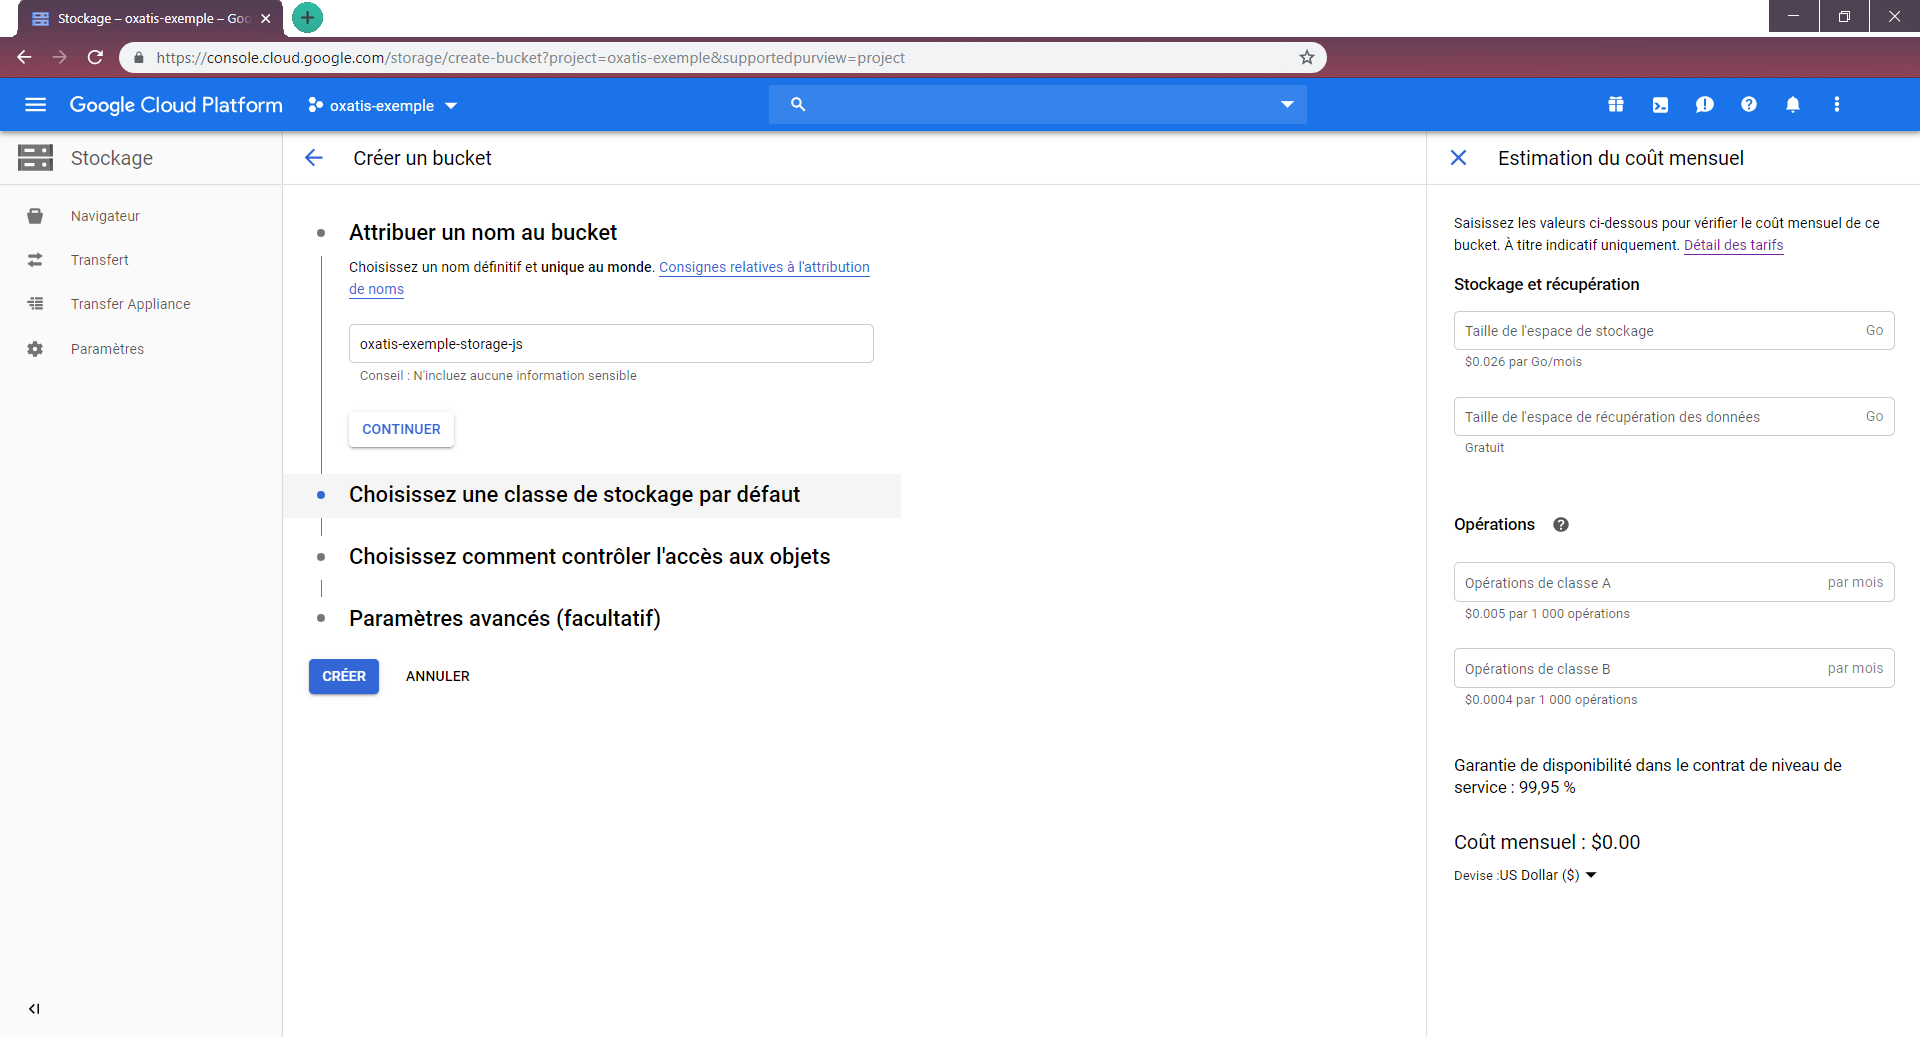 Stockage – oxatis-exemple – Goo
https://console.cloud.google.com/storage/create-bucket?project=oxatis-exemple&supportedpurview=project
Google Cloud Platform
oxatis-exemple
Stockage
Navigateur
Transfert
Transfer Appliance
Paramètres
Créer un bucket
Attribuer un nom au bucket
Choisissez un nom définitif et unique au monde. Consignes relatives à l'attribution
de noms
oxatis-exemple-storage-js
Conseil : N'incluez aucune information sensible
CONTINUER
Choisissez une classe de stockage par défaut
Choisissez comment contrôler l'accès aux objets
Paramètres avancés (facultatif)
CRÉER
ANNULER
Estimation du coût mensuel
Saisissez les valeurs ci-dessous pour vérifier le coût mensuel de ce
bucket. À titre indicatif uniquement. Détail des tarifs
Stockage et récupération
Taille de l'espace de stockage Go
$0.026 par Go/mois
Taille de l'espace de récupération des données Go
Gratuit
Opérations
Opérations de classe A par mois
$0.005 par 1 000 opérations
Opérations de classe B par mois
$0.0004 par 1 000 opérations
Garantie de disponibilité dans le contrat de niveau de
service : 99,95 %
Coût mensuel : $0.00
Devise :US Dollar ($)